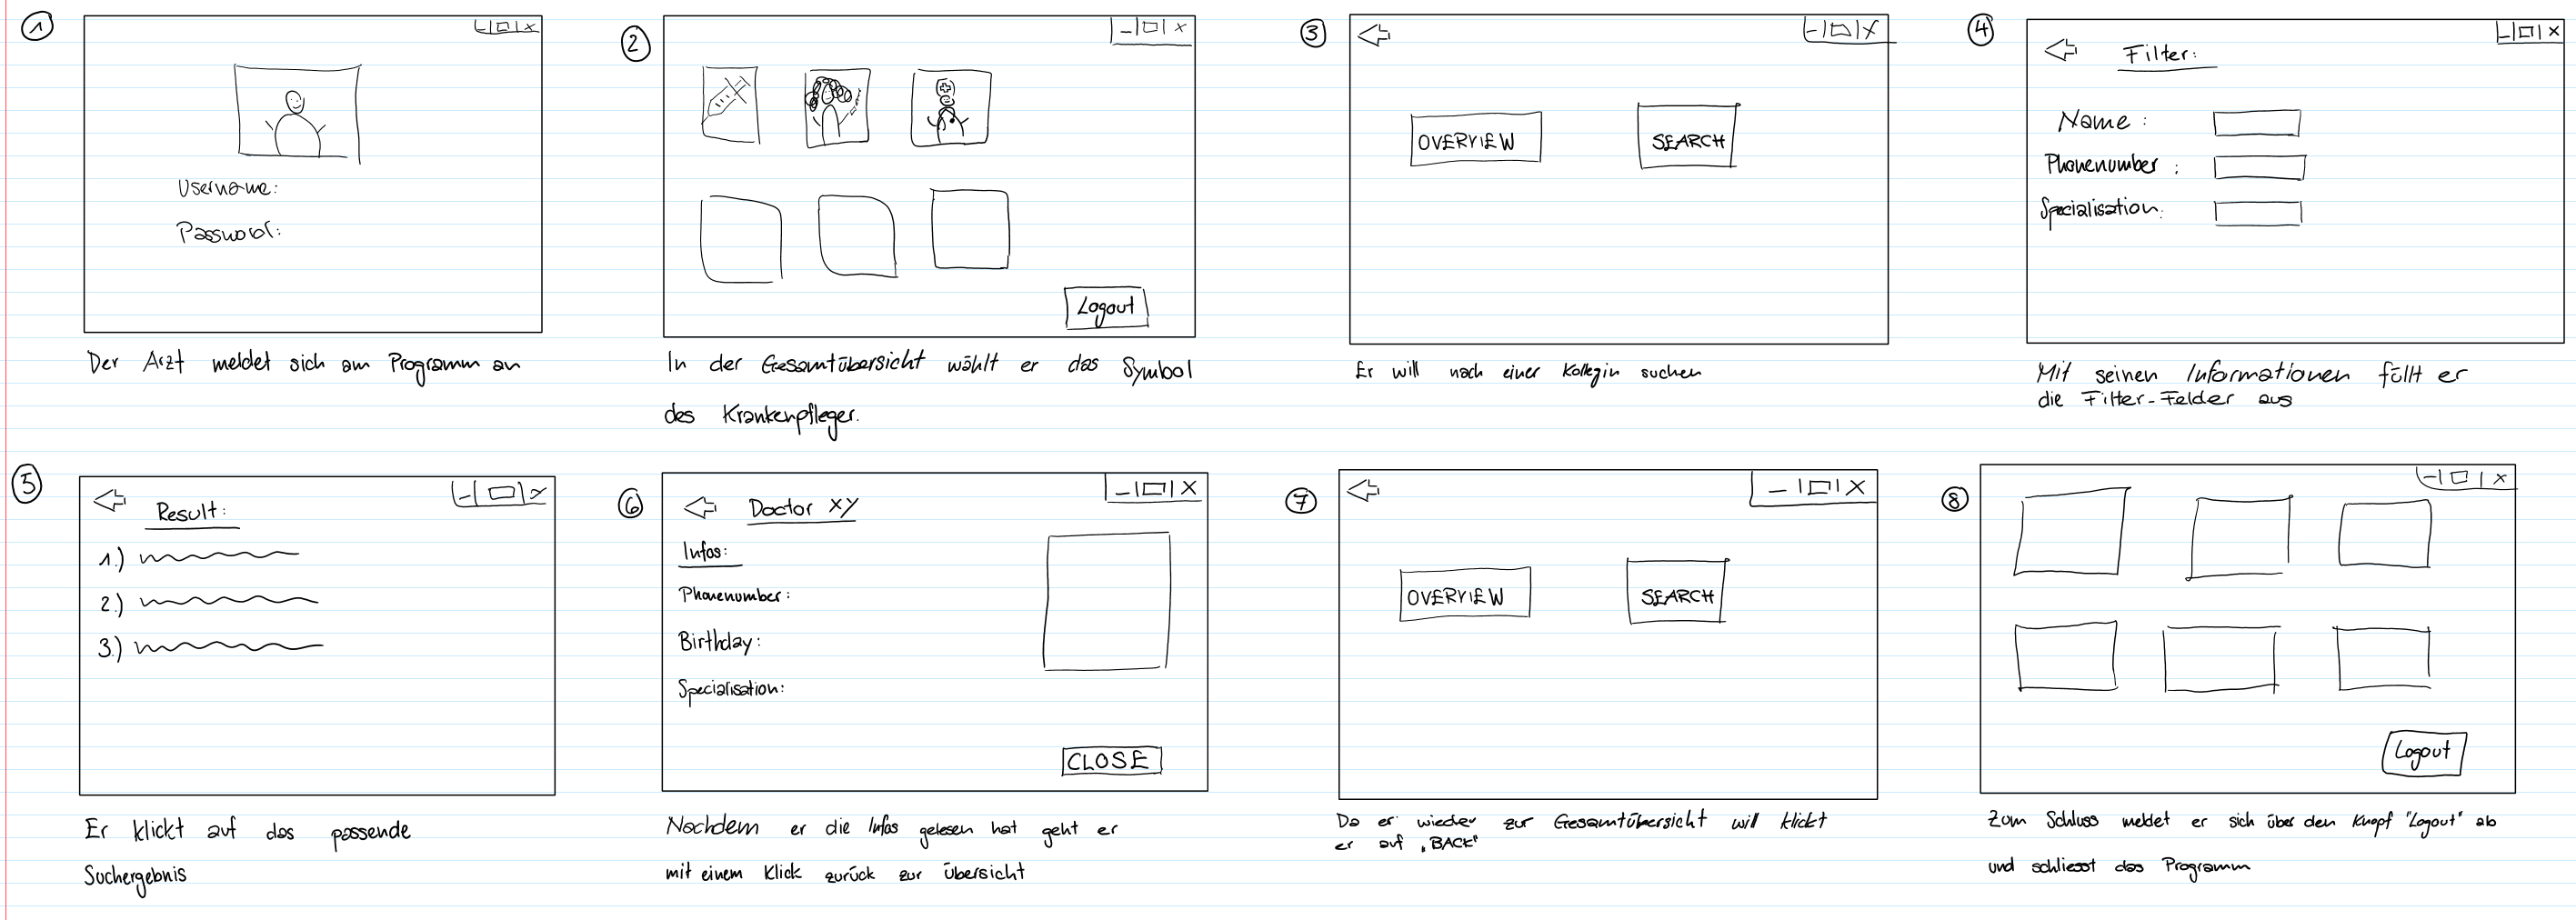 1
Username:
Password:
Der Arzt meldet sich am Programm an
2
Logout
In der Gesamtübersicht wählt er das Symbol
des Krankenpfleger.
3
OVERVIEW
SEARCH
Er will nach einer Kollegin suchen
4
Filter:
Name:
Phonenumber:
Specialisation:
Mit seinen Informationen füllt er
die Filter-Felder aus
5
Result:
1.)
2.)
3.)
Er klickt auf das passende
Suchergebnis
6
Doctor XY
Infos:
Phonenumber:
Birthday:
Specialisation:
CLOSE
Nachdem er die Infos gelesen hat geht er
mit einem Klick zurück zur Übersicht
7
OVERVIEW
SEARCH
Da er wieder zur Gesamtübersicht will klickt
er auf „BACK"
8
Logout
Zum Schluss meldet er sich über den Knopf "Logout" ab
und schliesst das Programm